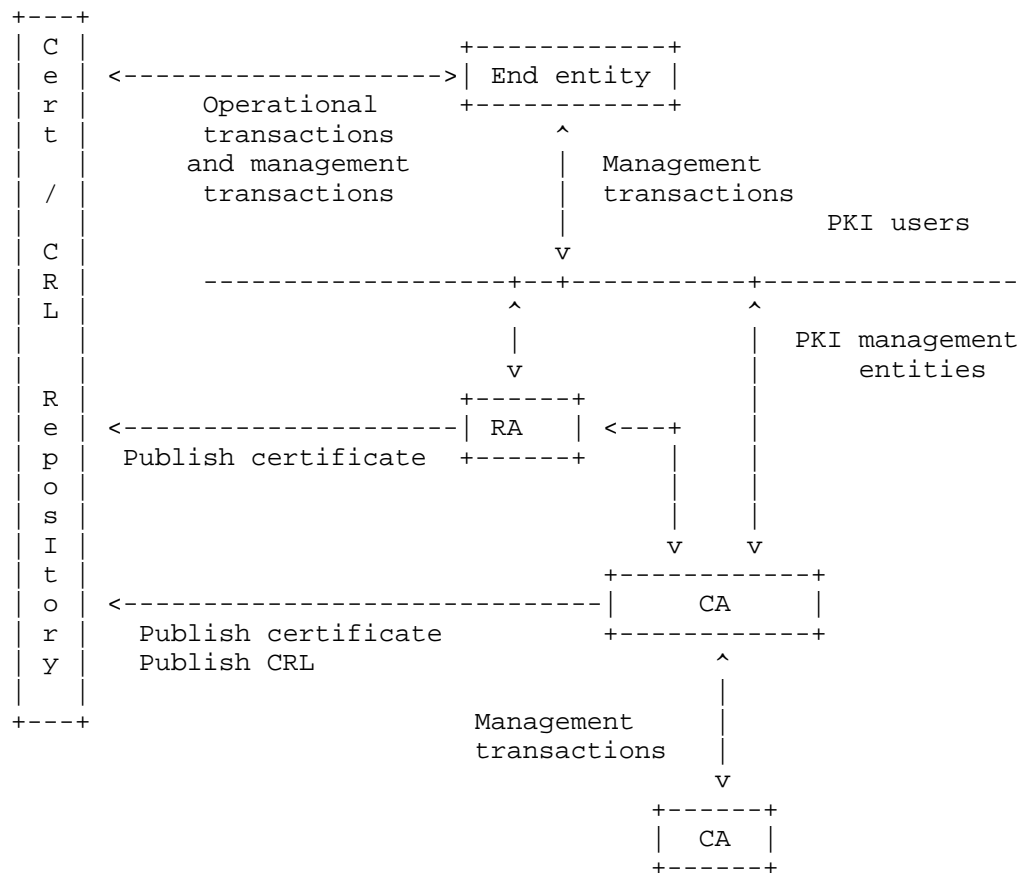 Cert / CRL ReposItory
End entity
Operational
transactions
and management
transactions
Management
transactions
PKI users
PKI management
entities
RA
Publish certificate
CA
Publish certificate
Publish CRL
Management
transactions
CA